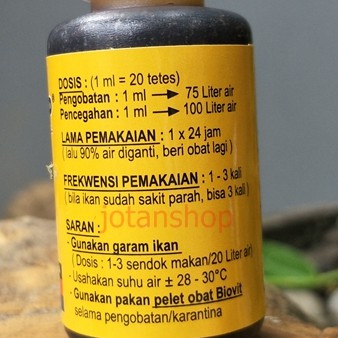 DOSIS : (1 ml = 20 tetes)
Pengobatan : 1 ml → 75 Liter air
Pencegahan : 1 ml → 100 Liter air
LAMA PEMAKAIAN : 1 x 24 jam
( lalu 90% air diganti, beri obat lagi )
FREKWENSI PEMAKAIAN : 1 - 3 kali
( bila ikan sudah sakit parah, bisa 3 kali )
jotanshop
SARAN :
- Gunakan garam ikan
( Dosis : 1-3 sendok makan/20 Liter air)
- Usahakan suhu air ± 28 - 30°C
- Gunakan pakan pelet obat Biovit
selama pengobatan/karantina